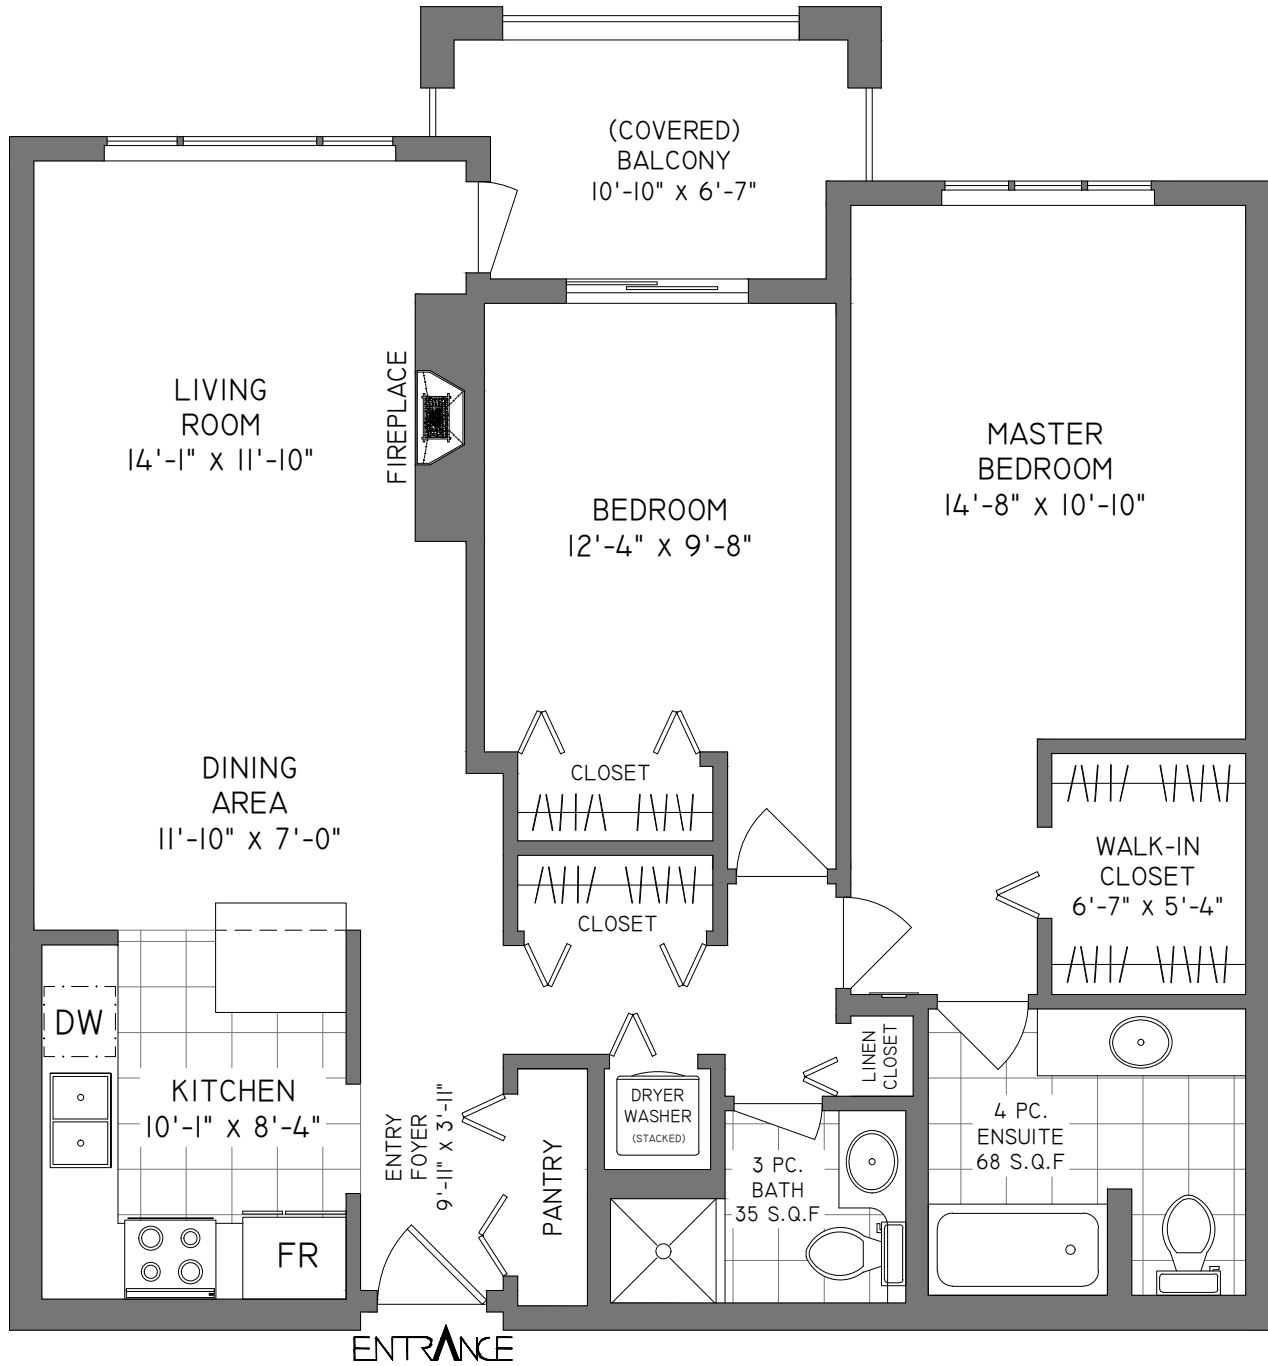 (COVERED)
BALCONY
10'-10" X 6'-7"
LIVING
ROOM
14'-1" X 11'-10"
FIREPLACE
BEDROOM
12'-4" X 9'-8"
MASTER
BEDROOM
14'-8" X 10'-10"
DINING
AREA
11'-10" X 7'-0"
CLOSET
CLOSET
WALK-IN
CLOSET
6'-7" X 5'-4"
DW
KITCHEN
10'-1" X 8'-4"
FR
ENTRY
FOYER
9'-11" X 3'-11"
PANTRY
DRYER
WASHER
(STACKED)
LINEN
CLOSET
3 PC.
BATH
35 S.Q.F
4 PC.
ENSUITE
68 S.Q.F
ENTRANCE